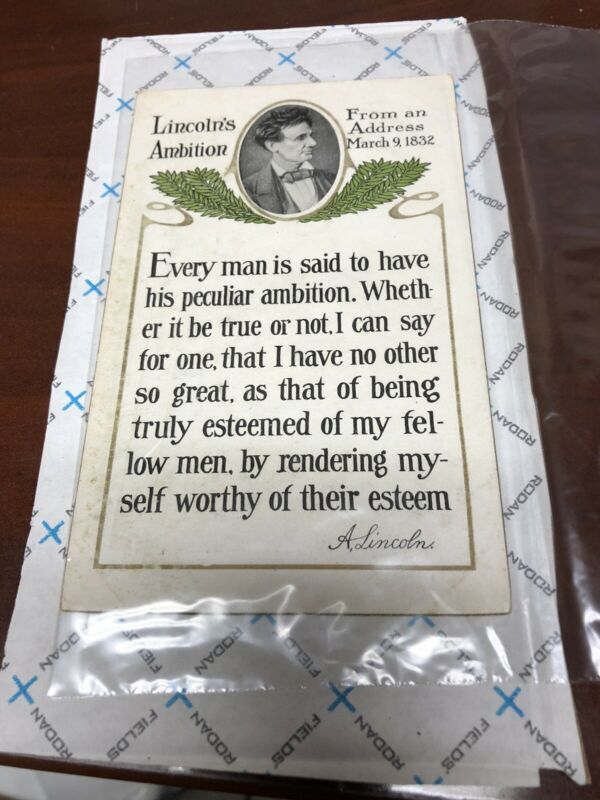 Lincoln's
Ambition
From an
Address
March 9, 1832
Every man is said to have
his peculiar ambition. Wheth-
er it be true or not, I can say
for one, that I have no other
so great, as that of being
truly esteemed of my fel-
low men, by rendering my-
self worthy of their esteem
A. Lincoln.
RODAN
FIELDS